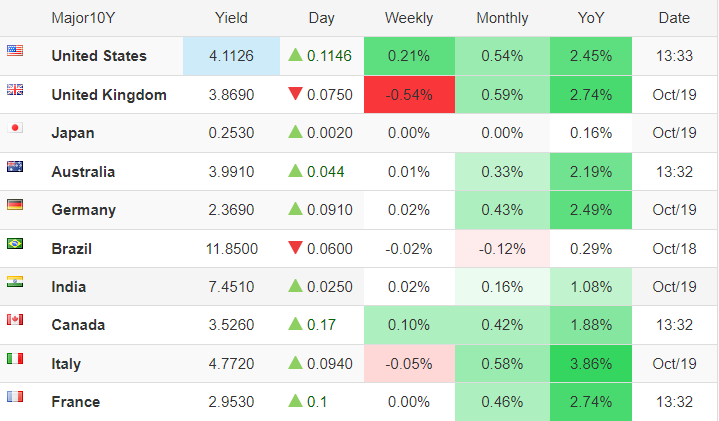 Major10Y Yield Day Weekly Monthly YoY Date
United States 4.1126 0.1146 0.21% 0.54% 2.45% 13:33
United Kingdom 3.8690 0.0750 -0.54% 0.59% 2.74% Oct/19
Japan 0.2530 0.0020 0.00% 0.00% 0.16% Oct/19
Australia 3.9910 0.044 0.01% 0.33% 2.19% 13:32
Germany 2.3690 0.0910 0.02% 0.43% 2.49% Oct/19
Brazil 11.8500 0.0600 -0.02% -0.12% 0.29% Oct/18
India 7.4510 0.0250 0.02% 0.16% 1.08% Oct/19
Canada 3.5260 0.17 0.10% 0.42% 1.88% 13:32
Italy 4.7720 0.0940 -0.05% 0.58% 3.86% Oct/19
France 2.9530 0.1 0.00% 0.46% 2.74% 13:32